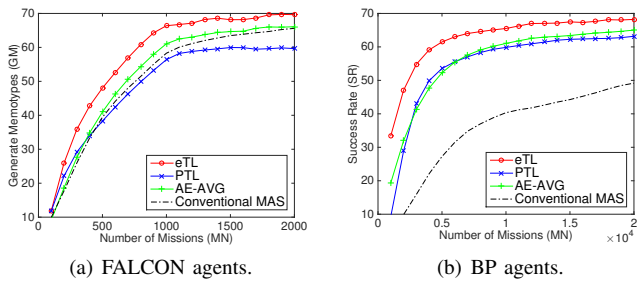 70
60
50
40
30
20
10
0
500
1000
1500
2000
Generate Memotypes (GM)
Number of Missions (MN)
eTL
PTL
AE-AVG
Conventional MAS
(a) FALCON agents.
70
60
50
40
30
20
10
0
0.5
1
1.5
2
× 10⁴
Success Rate (SR)
Number of Missions (MN)
eTL
PTL
AE-AVG
Conventional MAS
(b) BP agents.